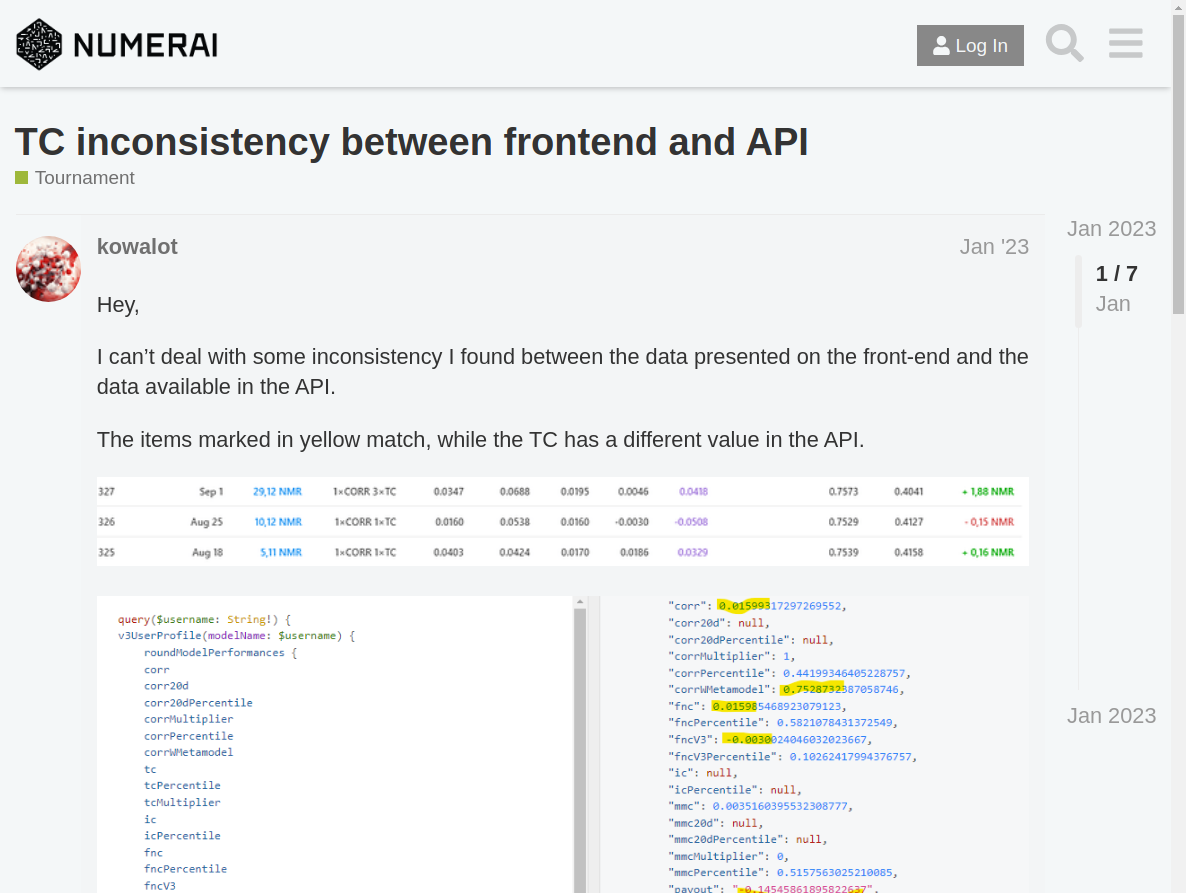 NUMERAI
Log In
TC inconsistency between frontend and API
Tournament
kowalot
Jan '23
Hey,
I can’t deal with some inconsistency I found between the data presented on the front-end and the
data available in the API.
The items marked in yellow match, while the TC has a different value in the API.
327 Sep 1 29,12 NMR 1×CORR 3×TC 0.0347 0.0688 0.0195 0.0046 0.0418 0.7573 0.4041 + 1,88 NMR
326 Aug 25 10,12 NMR 1×CORR 1×TC 0.0160 0.0538 0.0160 -0.0030 -0.0508 0.7529 0.4127 - 0,15 NMR
325 Aug 18 5,11 NMR 1×CORR 1×TC 0.0403 0.0424 0.0170 0.0186 0.0329 0.7539 0.4158 + 0,16 NMR
query($username: String!) {
v3UserProfile(modelName: $username) {
roundModelPerformances {
corr
corr20d
corr20dPercentile
corrMultiplier
corrPercentile
corrWMetamodel
tc
tcPercentile
tcMultiplier
ic
icPercentile
fnc
fncPercentile
fncV3
"corr": 0.01599317297269552,
"corr20d": null,
"corr20dPercentile": null,
"corrMultiplier": 1,
"corrPercentile": 0.44199346405228757,
"corrWMetamodel": 0.7528732387058746,
"fnc": 0.015985468923079123,
"fncPercentile": 0.5821078431372549,
"fncV3": -0.0030024046032023667,
"fncV3Percentile": 0.10262417994376757,
"ic": null,
"icPercentile": null,
"mmc": 0.0035160395532308777,
"mmc20d": null,
"mmc20dPercentile": null,
"mmcMultiplier": 0,
"mmcPercentile": 0.5157563025210085,
"payout": "-0.14545861895822637",
Jan 2023
1 / 7
Jan
Jan 2023